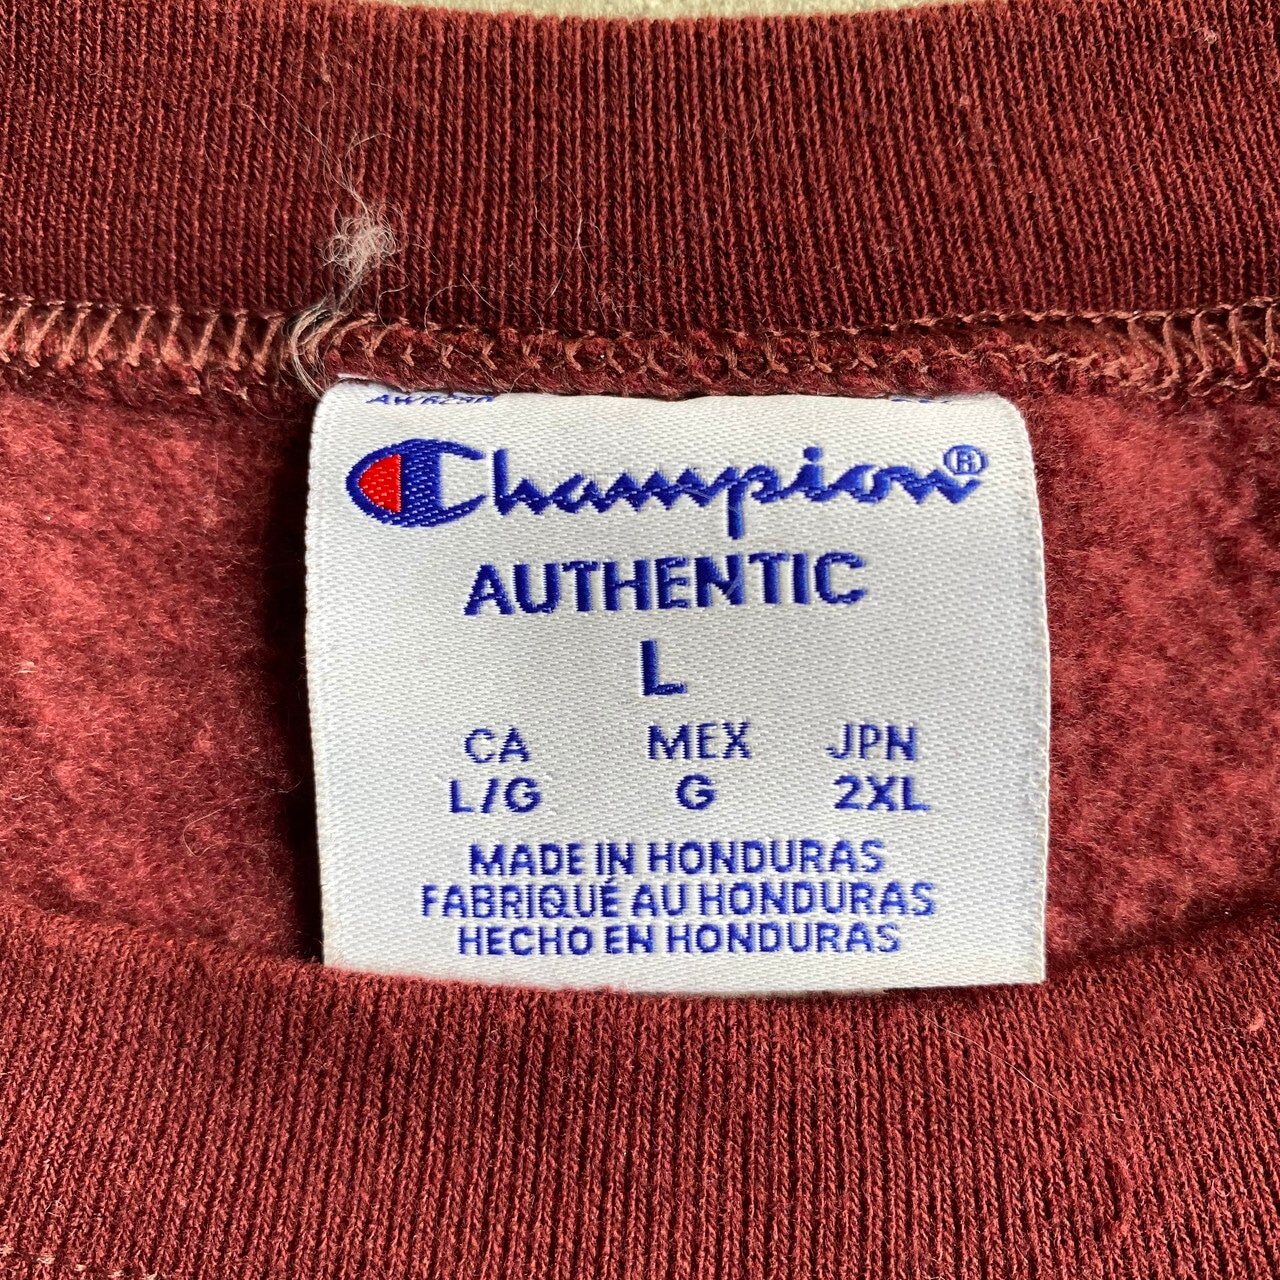 Champion®
AUTHENTIC
L
CA MEX JPN
L/G G 2XL
MADE IN HONDURAS
FABRIQUÉ AU HONDURAS
HECHO EN HONDURAS